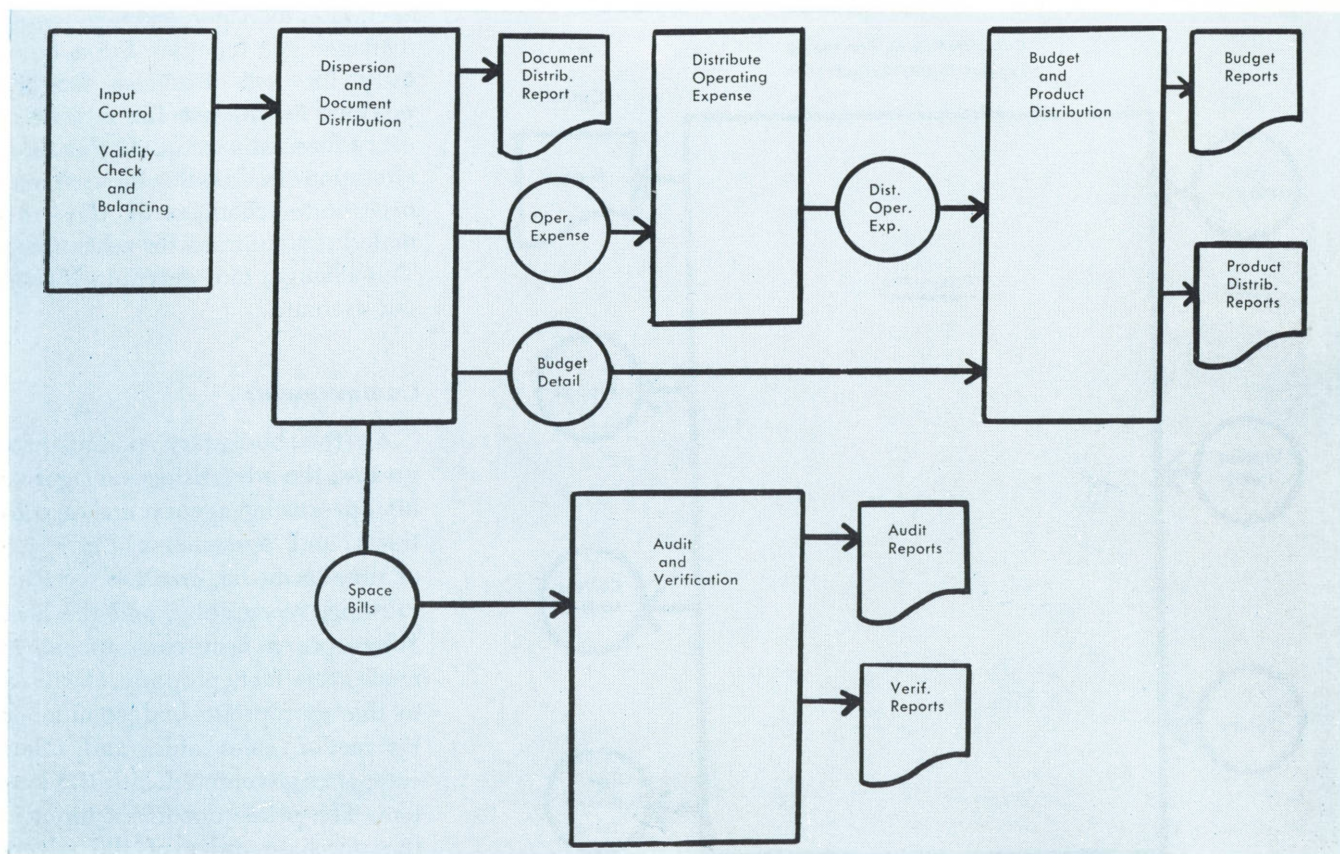 Input
Control
Validity
Check
and
Balancing
Dispersion
and
Document
Distribution
Document
Distrib.
Report
Distribute
Operating
Expense
Budget
and
Product
Distribution
Budget
Reports
Oper.
Expense
Dist.
Oper.
Exp.
Product
Distrib.
Reports
Budget
Detail
Space
Bills
Audit
and
Verification
Audit
Reports
Verif.
Reports